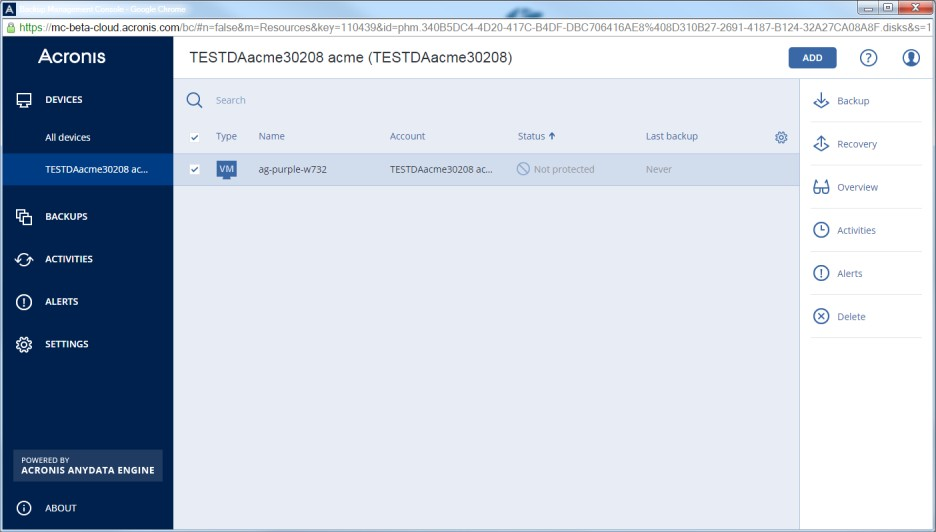 Backup Management Console - Google Chrome
https://mc-beta-cloud.acronis.com/bc/#n=false&m=Resources&key=110439&id=phm.340B5DC4-4D20-417C-B4DF-DBC706416AE8%408D310B27-2691-4187-B124-32A27CA08A8F.disks&s=1
Acronis
TESTDAacme30208 acme (TESTDAacme30208)
ADD
?
DEVICES
Search
Backup
All devices
Type Name Account Status Last backup
Recovery
TESTDAacme30208 ac...
VM ag-purple-w732 TESTDAacme30208 ac... Not protected Never
Overview
BACKUPS
Activities
ACTIVITIES
Alerts
ALERTS
Delete
SETTINGS
POWERED BY
ACRONIS ANYDATA ENGINE
ABOUT